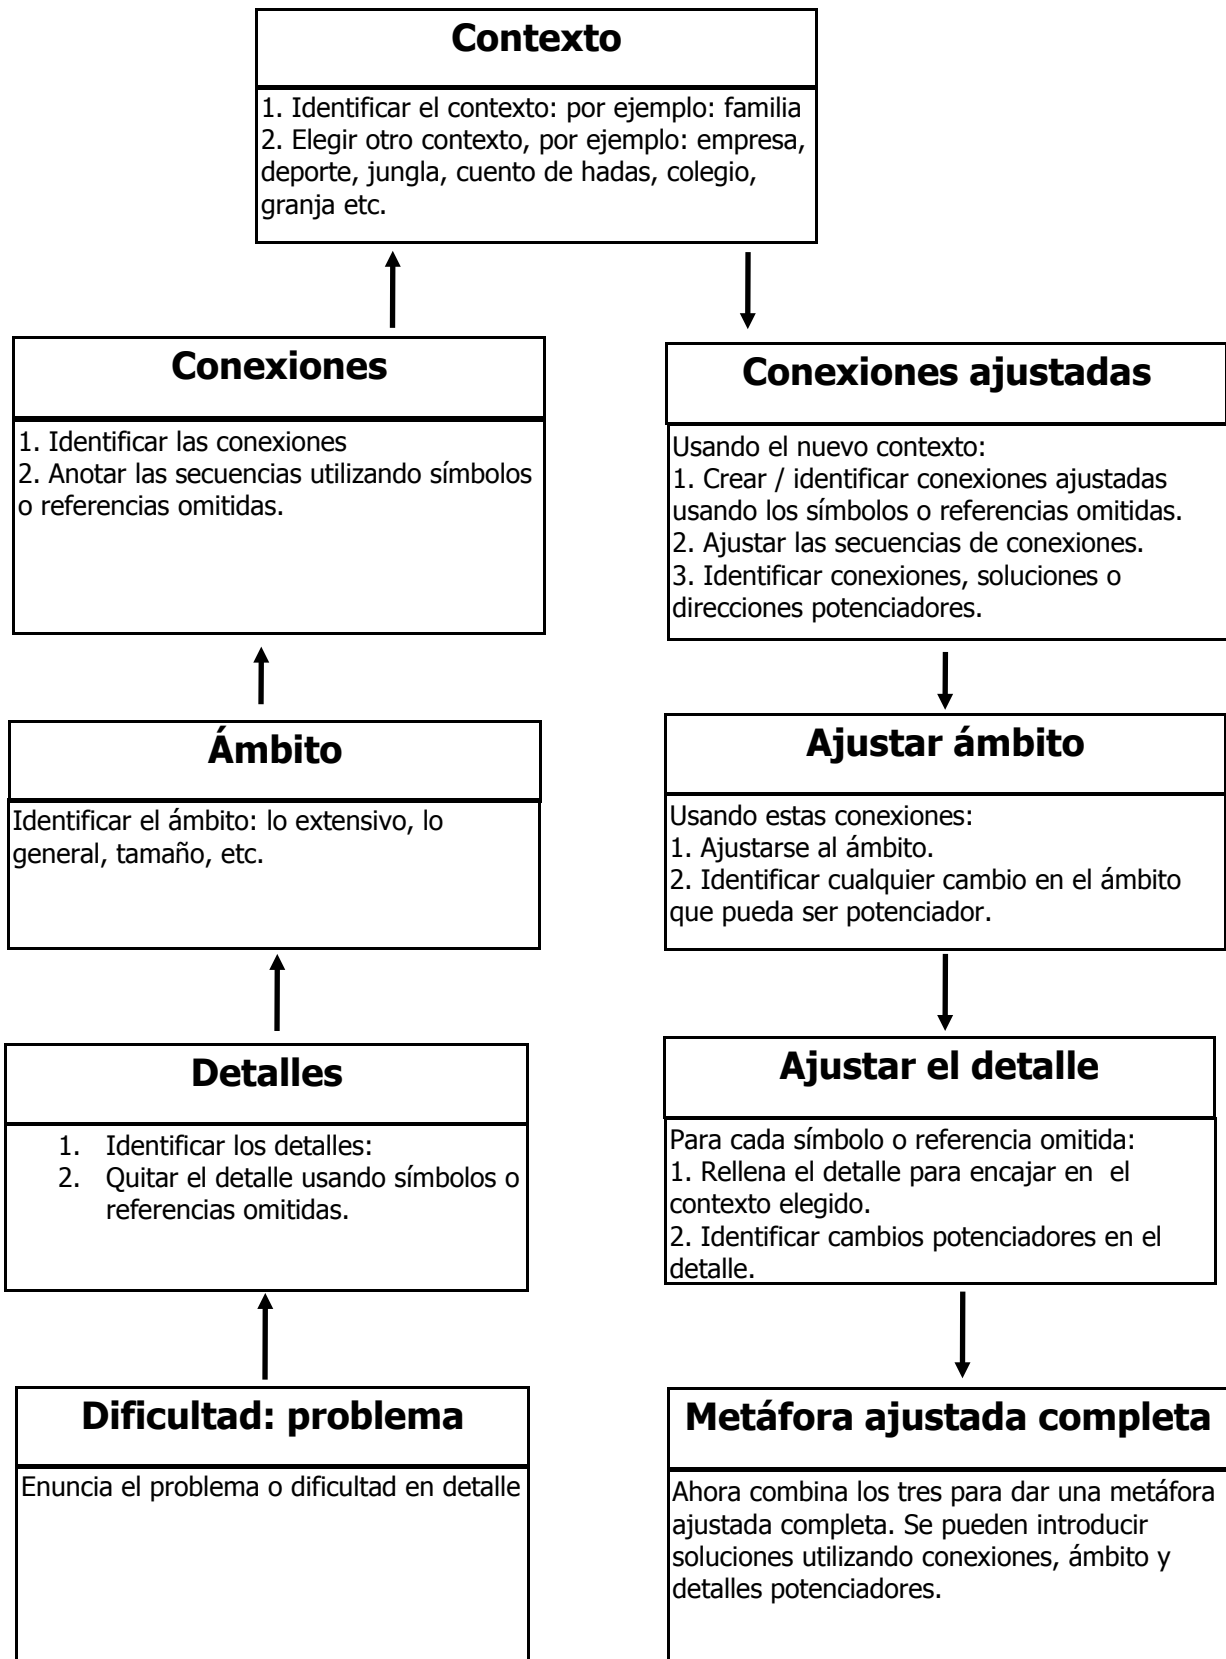 Contexto
1. Identificar el contexto: por ejemplo: familia
2. Elegir otro contexto, por ejemplo: empresa,
deporte, jungla, cuento de hadas, colegio,
granja etc.
Conexiones
1. Identificar las conexiones
2. Anotar las secuencias utilizando símbolos
o referencias omitidas.
Conexiones ajustadas
Usando el nuevo contexto:
1. Crear / identificar conexiones ajustadas
usando los símbolos o referencias omitidas.
2. Ajustar las secuencias de conexiones.
3. Identificar conexiones, soluciones o
direcciones potenciadores.
Ámbito
Identificar el ámbito: lo extensivo, lo
general, tamaño, etc.
Ajustar ámbito
Usando estas conexiones:
1. Ajustarse al ámbito.
2. Identificar cualquier cambio en el ámbito
que pueda ser potenciador.
Detalles
1. Identificar los detalles:
2. Quitar el detalle usando símbolos o
referencias omitidas.
Ajustar el detalle
Para cada símbolo o referencia omitida:
1. Rellena el detalle para encajar en  el
contexto elegido.
2. Identificar cambios potenciadores en el
detalle.
Dificultad: problema
Enuncia el problema o dificultad en detalle
Metáfora ajustada completa
Ahora combina los tres para dar una metáfora
ajustada completa. Se pueden introducir
soluciones utilizando conexiones, ámbito y
detalles potenciadores.